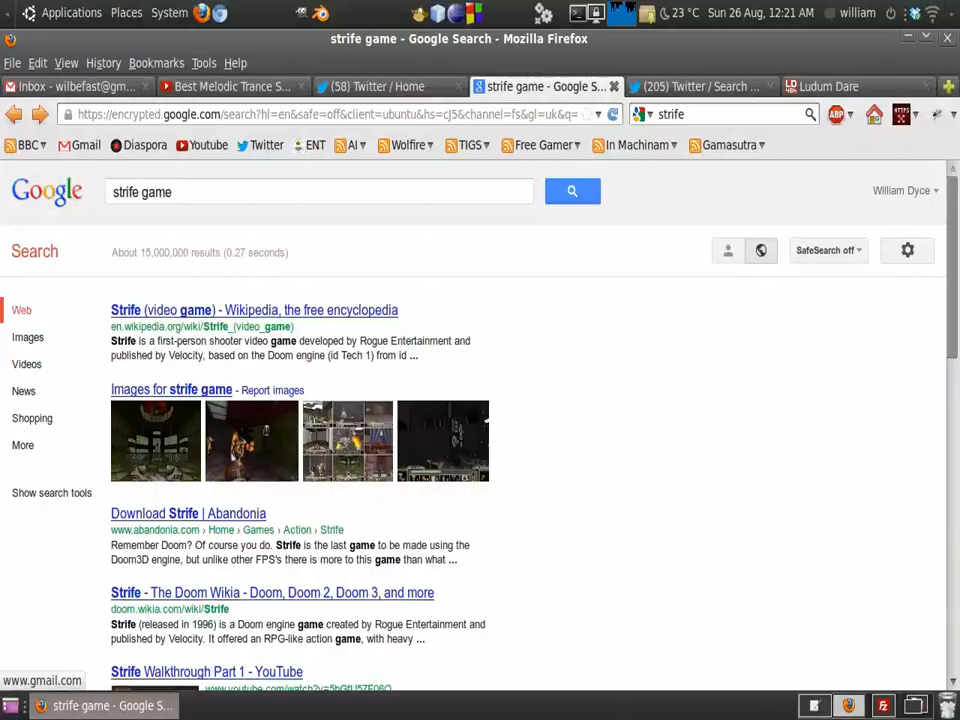 Applications Places System 23 °C Sun 26 Aug, 12:21 AM william
strife game - Google Search - Mozilla Firefox
File Edit View History Bookmarks Tools Help
Inbox - wilbefast@gm... Best Melodic Trance S... (58) Twitter / Home strife game - Google S... (205) Twitter / Search ... Ludum Dare
https://encrypted.google.com/search?hl=en&safe=off&client=ubuntu&hs=cJ5&channel=fs&gl=uk&q= strife
BBC Gmail Diaspora Youtube Twitter ENT AI Wolfire TIGS Free Gamer In Machinam Gamasutra
Google strife game William Dyce
Search About 15,000,000 results (0.27 seconds) SafeSearch off
Web
Images
Videos
News
Shopping
More
Show search tools
Strife (video game) - Wikipedia, the free encyclopedia
en.wikipedia.org/wiki/Strife_(video_game)
Strife is a first-person shooter video game developed by Rogue Entertainment and
published by Velocity, based on the Doom engine (id Tech 1) from id ...
Images for strife game - Report images
Download Strife | Abandonia
www.abandonia.com › Home › Games › Action › Strife
Remember Doom? Of course you do. Strife is the last game to be made using the
Doom3D engine, but unlike other FPS's there is more to this game than what ...
Strife - The Doom Wikia - Doom, Doom 2, Doom 3, and more
doom.wikia.com/wiki/Strife
Strife (released in 1996) is a Doom engine game created by Rogue Entertainment and
published by Velocity. It offered an RPG-like action game, with heavy ...
Strife Walkthrough Part 1 - YouTube
www.gmail.com
strife game - Google S...